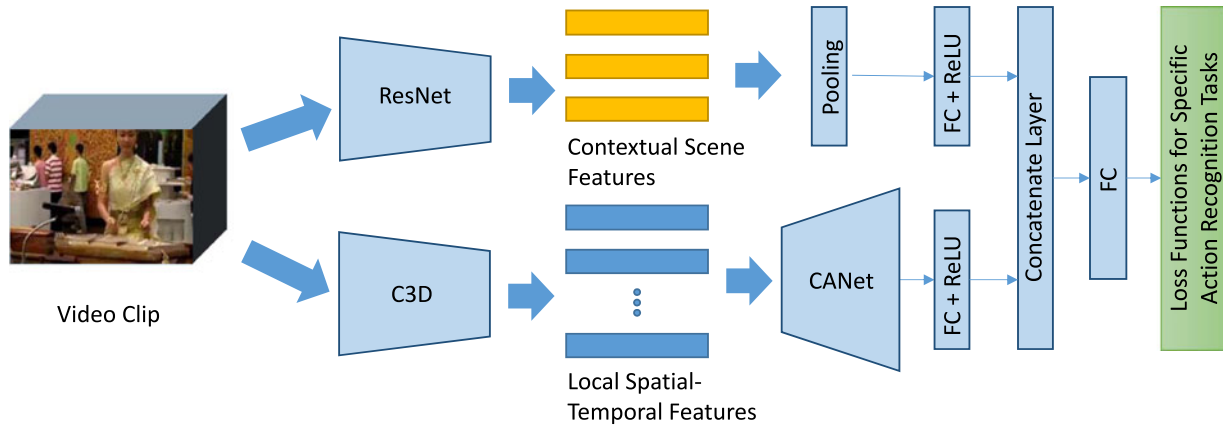 Video Clip
ResNet
Contextual Scene
Features
Pooling
FC + ReLU
C3D
Local Spatial-
Temporal Features
CANet
FC + ReLU
Concatenate Layer
FC
Loss Functions for Specific
Action Recognition Tasks